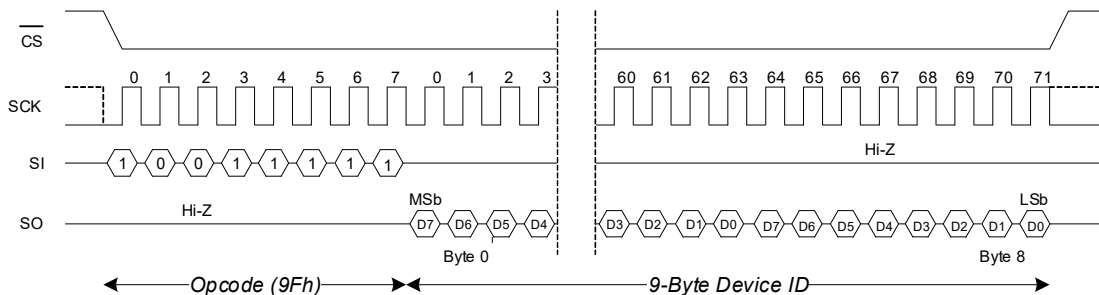 CS
0 1 2 3 4 5 6 7 0 1 2 3 60 61 62 63 64 65 66 67 68 69 70 71
SCK
Hi-Z
SI 1 0 0 1 1 1 1 1
Hi-Z MSb LSb
SO D7 D6 D5 D4 D3 D2 D1 D0 D7 D6 D5 D4 D3 D2 D1 D0
Byte 0 Byte 8
Opcode (9Fh) 9-Byte Device ID